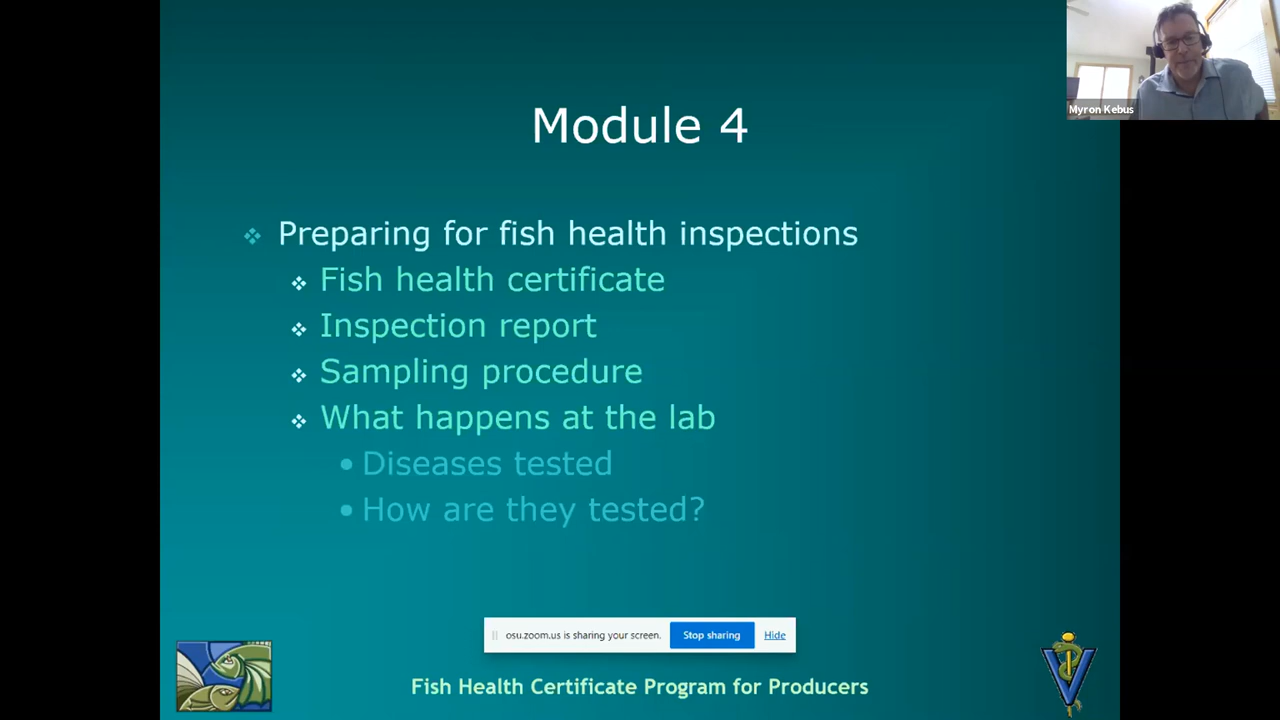 Myron Kebus
Module 4
Preparing for fish health inspections
Fish health certificate
Inspection report
Sampling procedure
What happens at the lab
Diseases tested
How are they tested?
osu.zoom.us is sharing your screen.
Stop sharing
Hide
Fish Health Certificate Program for Producers